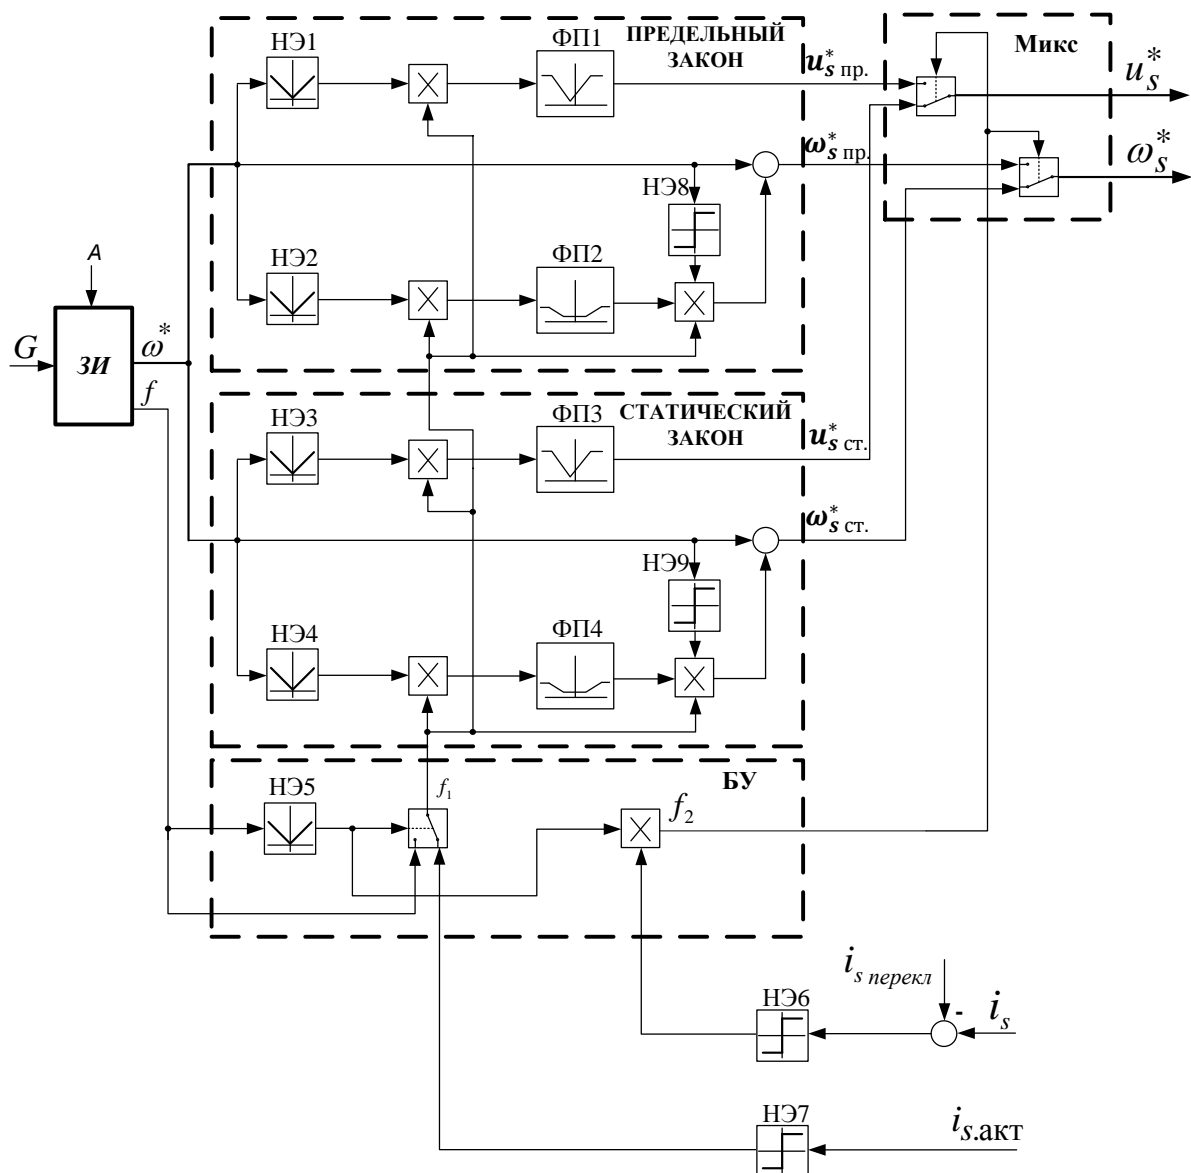 НЭ1
ФП1
ПРЕДЕЛЬНЫЙ
ЗАКОН
Микс
u*s пр.
u*s
ω*s пр.
ω*s
НЭ8
НЭ2
ФП2
A
G
ЗИ
ω*
f
НЭ3
ФП3
СТАТИЧЕСКИЙ
ЗАКОН
u*s ст.
ω*s ст.
НЭ9
НЭ4
ФП4
БУ
НЭ5
f1
f2
is перекл
НЭ6
-
is
НЭ7
is.акт